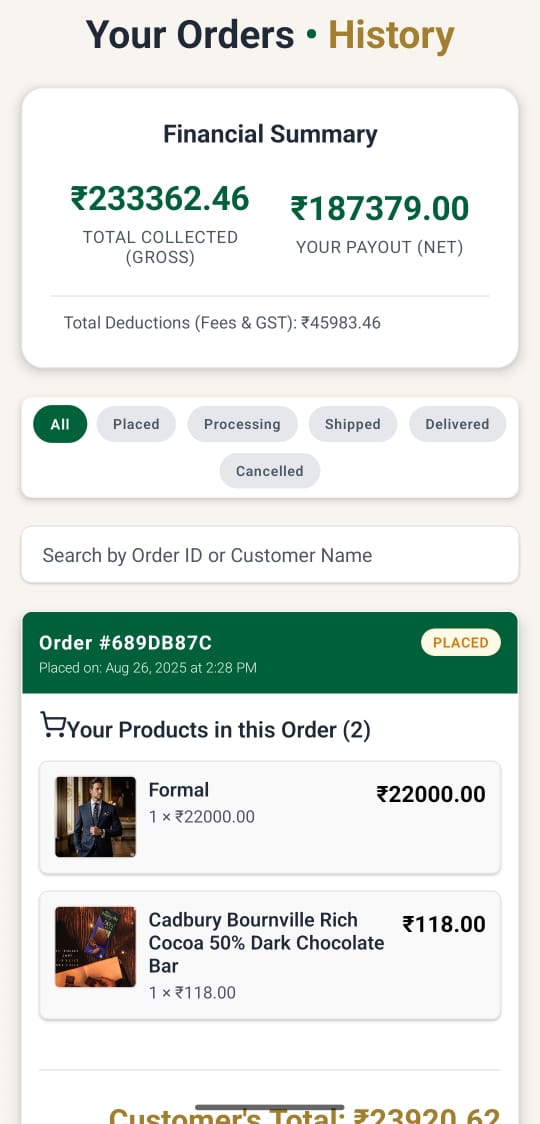 Your Orders • History
Financial Summary
₹233362.46
TOTAL COLLECTED
(GROSS)
₹187379.00
YOUR PAYOUT (NET)
Total Deductions (Fees & GST): ₹45983.46
All
Placed
Processing
Shipped
Delivered
Cancelled
Search by Order ID or Customer Name
Order #689DB87C
PLACED
Placed on: Aug 26, 2025 at 2:28 PM
Your Products in this Order (2)
Formal
₹22000.00
1 × ₹22000.00
Cadbury Bournville Rich
Cocoa 50% Dark Chocolate
Bar
₹118.00
1 × ₹118.00
Customer's Total: ₹23920.62